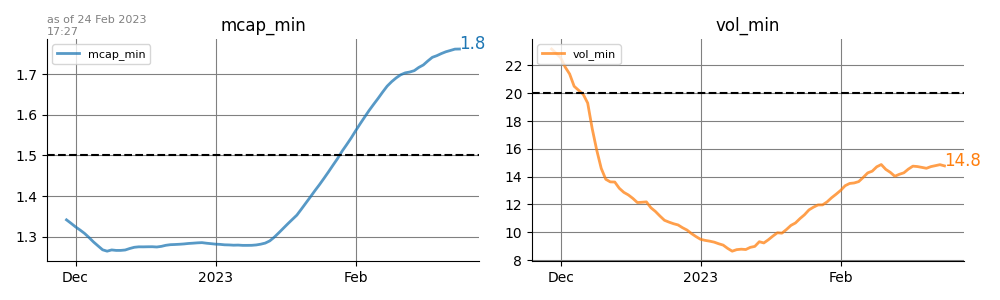 as of 24 Feb 2023
17:27
mcap_min
mcap_min
1.8
1.7
1.6
1.5
1.4
1.3
Dec
2023
Feb
vol_min
vol_min
22
20
18
16
14.8
14
12
10
8
Dec
2023
Feb